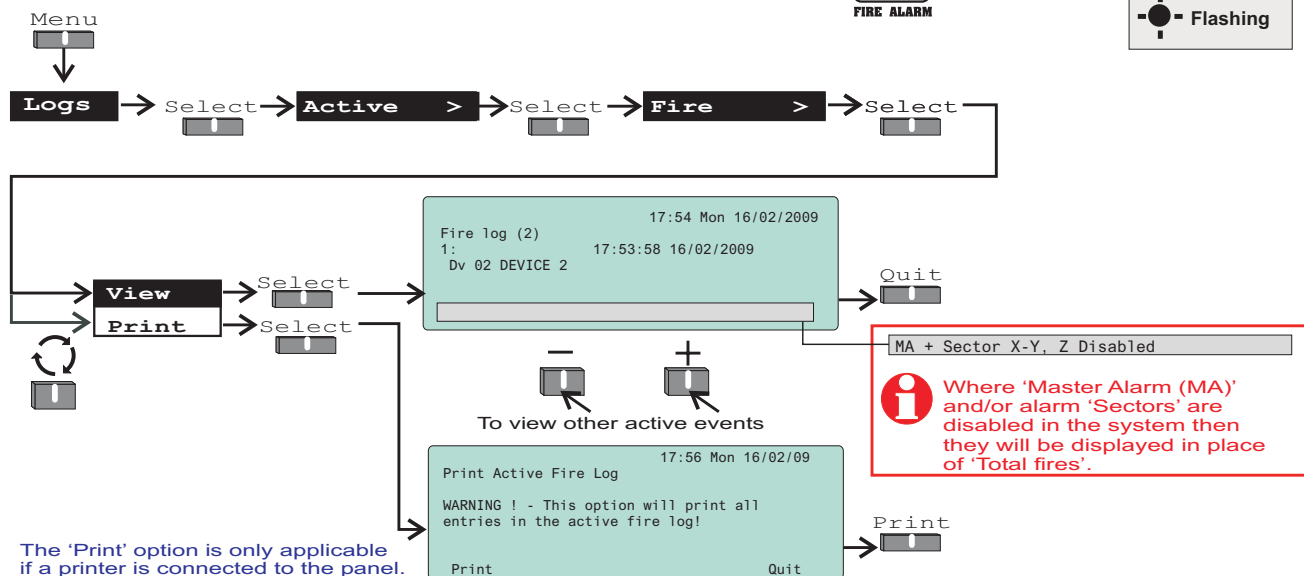 FIRE ALARM
Flashing
Menu
Logs Select Active > Select Fire > Select
17:54 Mon 16/02/2009
Fire log (2)
1: 17:53:58 16/02/2009
Dv 02 DEVICE 2
View Select
Print Select
Quit
MA + Sector X-Y, Z Disabled
Where ‘Master Alarm (MA)’
and/or alarm ‘Sectors’ are
disabled in the system then
they will be displayed in place
of ‘Total fires’.
– +
To view other active events
17:56 Mon 16/02/09
Print Active Fire Log
WARNING ! - This option will print all
entries in the active fire log!
Print Quit
Print
The ‘Print’ option is only applicable
if a printer is connected to the panel.